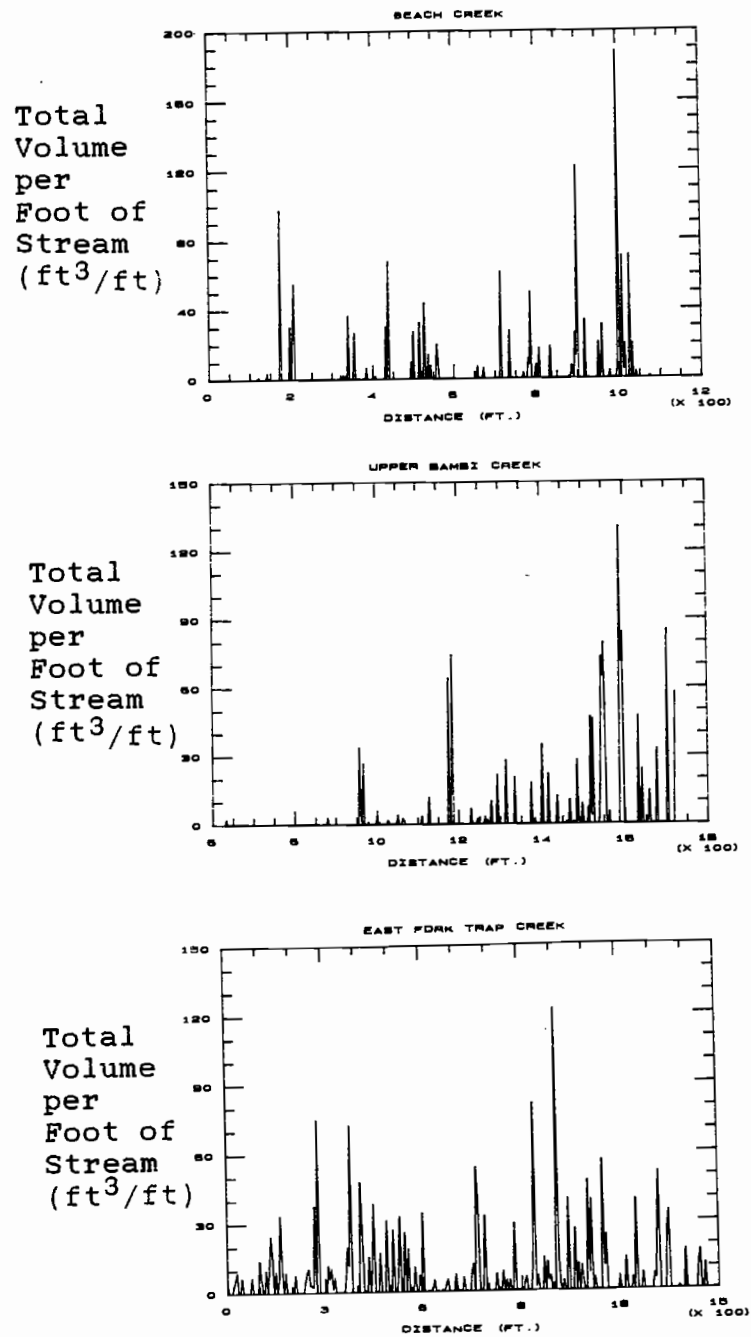 BEACH CREEK
200
160
120
80
40
0
Total
Volume
per
Foot of
Stream
(ft³/ft)
0 2 4 6 8 10 12
(X 100)
DISTANCE (FT.)
UPPER BAMBI CREEK
150
120
90
60
30
0
Total
Volume
per
Foot of
Stream
(ft³/ft)
6 8 10 12 14 16 18
(X 100)
DISTANCE (FT.)
EAST FORK TRAP CREEK
150
120
90
60
30
0
Total
Volume
per
Foot of
Stream
(ft³/ft)
0 3 6 9 12 15
(X 100)
DISTANCE (FT.)